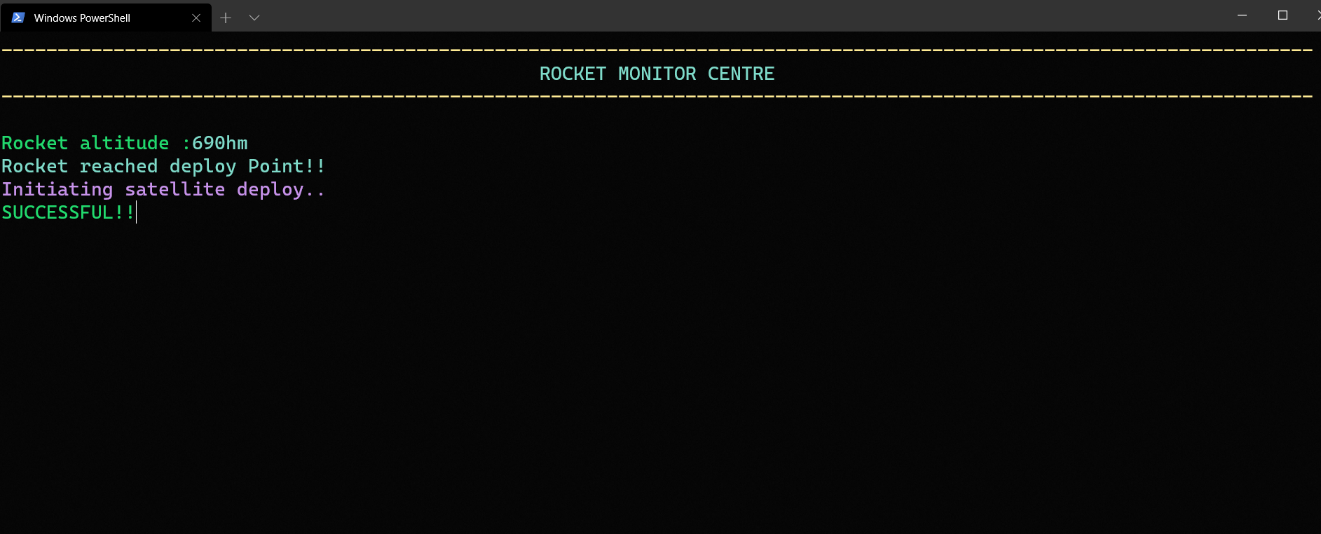 Windows PowerShell
--------------------------------------------------------------------------------------------------------------------
ROCKET MONITOR CENTRE
--------------------------------------------------------------------------------------------------------------------
Rocket altitude :690hm
Rocket reached deploy Point!!
Initiating satellite deploy..
SUCCESSFUL!!